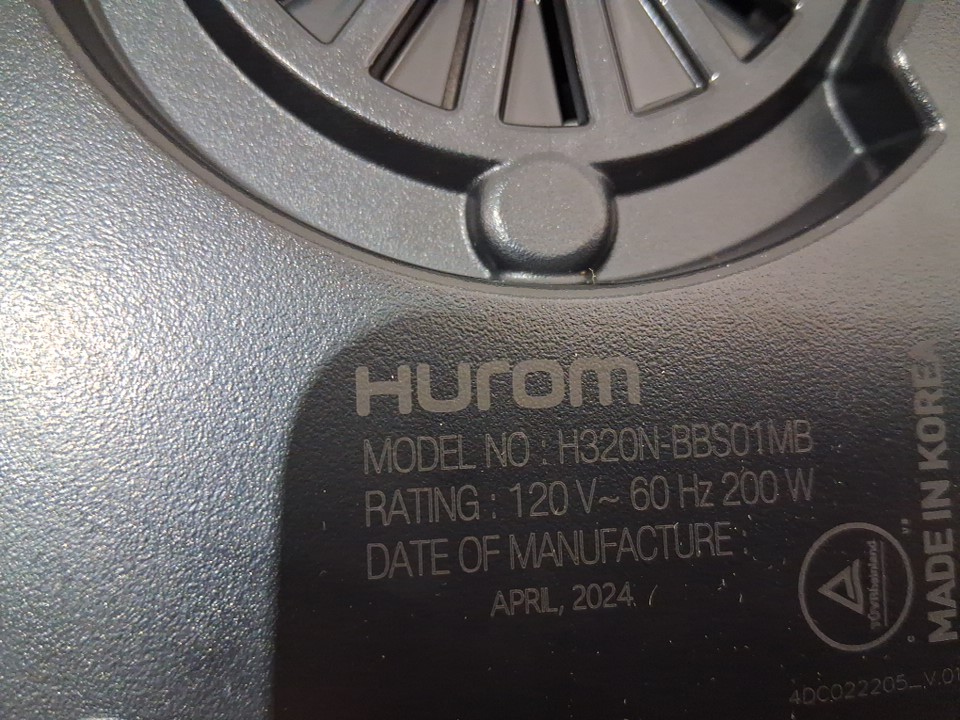 Hurom
MODEL NO : H320N-BBS01MB
RATING : 120 V~ 60 Hz 200 W
DATE OF MANUFACTURE :
APRIL, 2024
MADE IN KOREA
TÜVRheinland
4DC022205_V.01